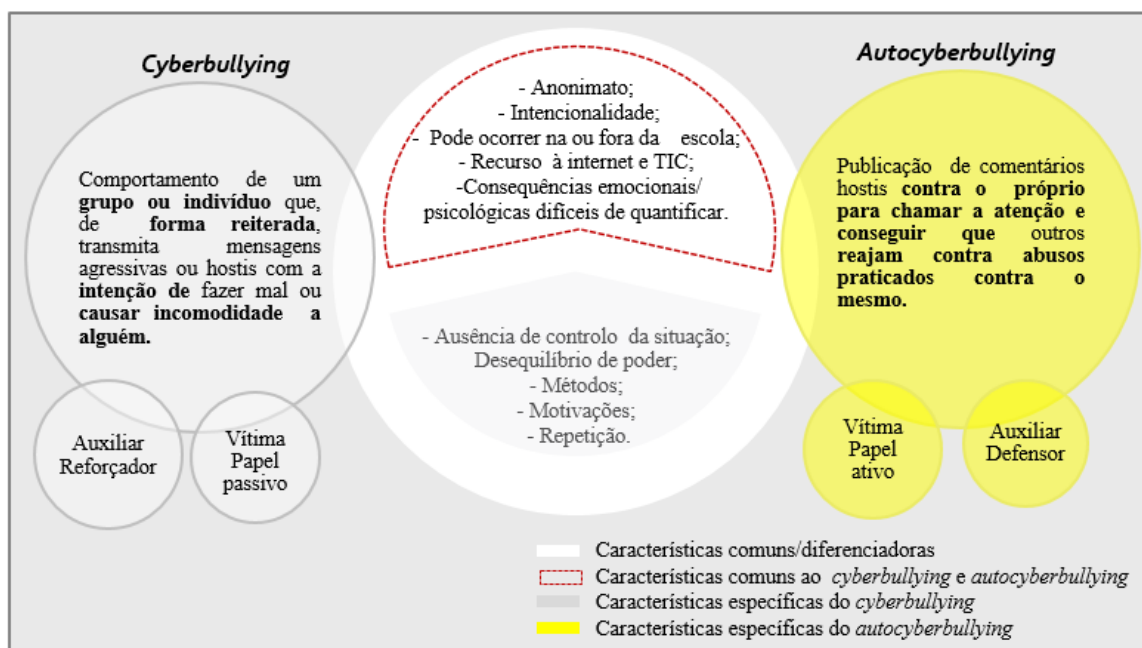 Cyberbullying
Comportamento de um
grupo ou indivíduo que,
de forma reiterada,
transmita mensagens
agressivas ou hostis com a
intenção de fazer mal ou
causar incomodidade a
alguém.
Auxiliar
Reforçador
Vítima
Papel
passivo
- Anonimato;
- Intencionalidade;
- Pode ocorrer na ou fora da escola;
- Recurso à internet e TIC;
-Consequências emocionais/
psicológicas difíceis de quantificar.
- Ausência de controlo da situação;
Desequilíbrio de poder;
- Métodos;
- Motivações;
- Repetição.
Autocyberbullying
Publicação de comentários
hostis contra o próprio
para chamar a atenção e
conseguir que outros
reajam contra abusos
praticados contra o
mesmo.
Vítima
Papel
ativo
Auxiliar
Defensor
Características comuns/diferenciadoras
Características comuns ao cyberbullying e autocyberbullying
Características específicas do cyberbullying
Características específicas do autocyberbullying